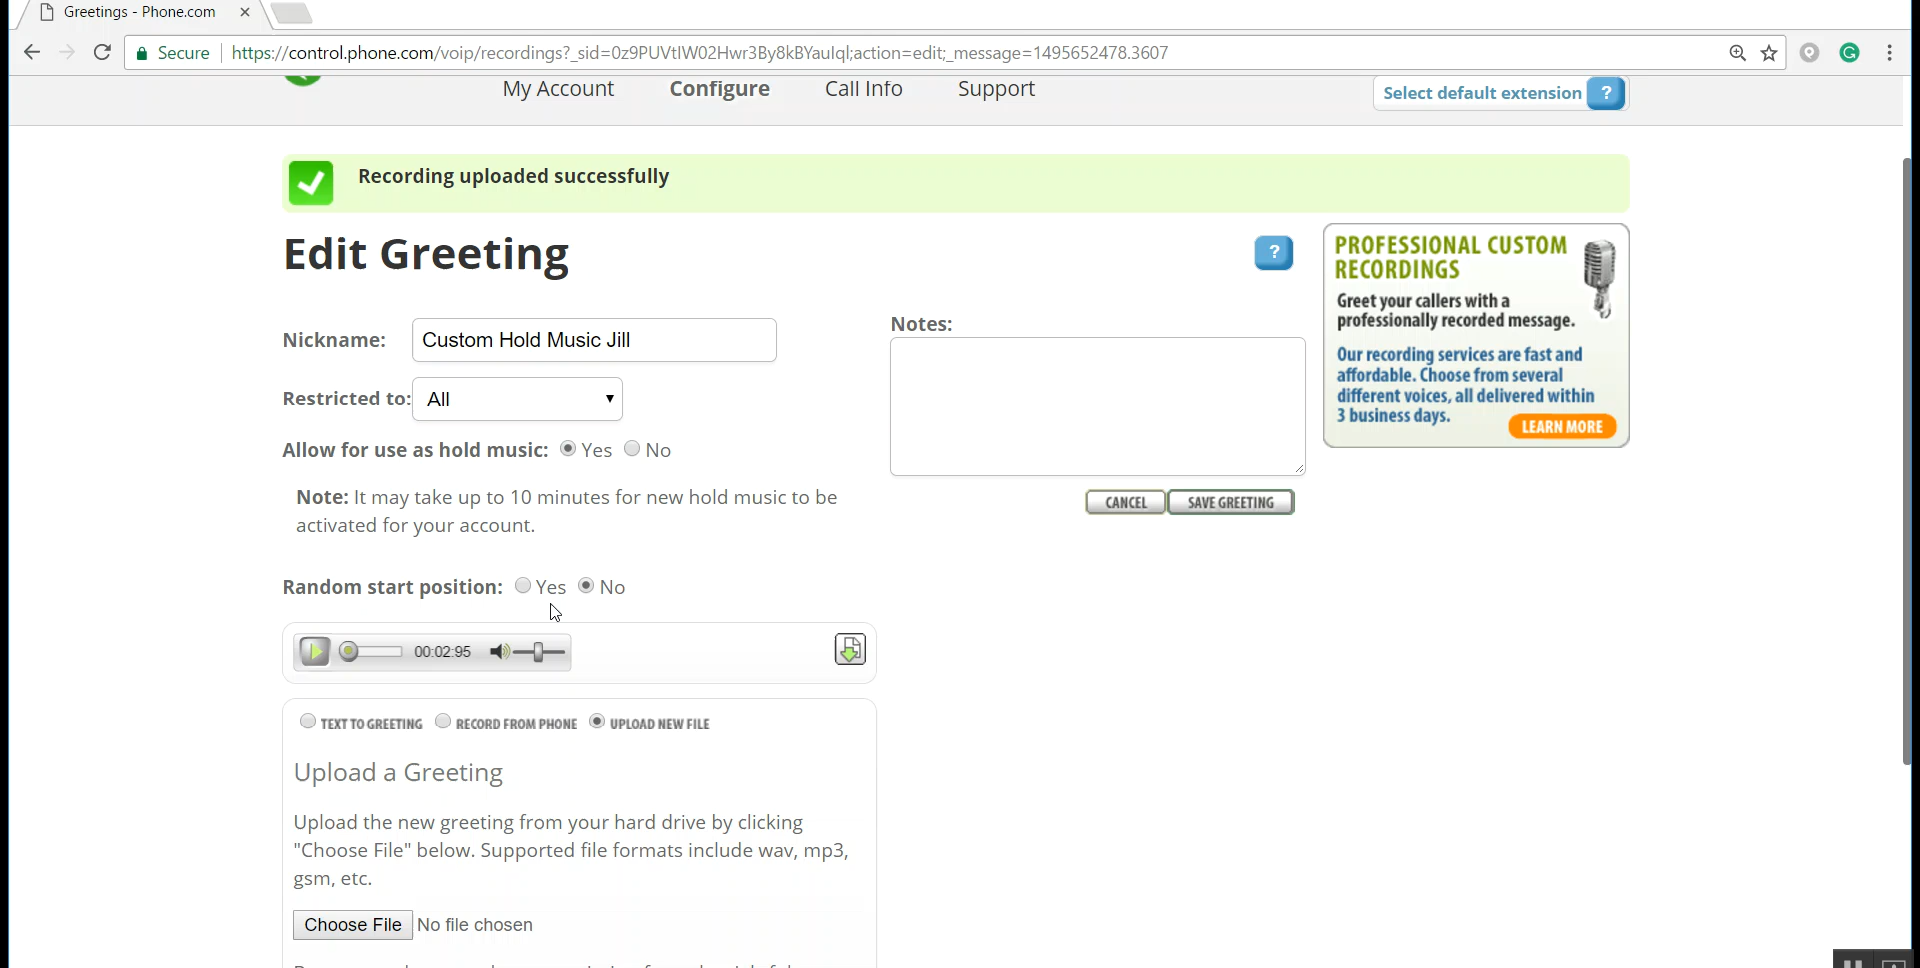 Greetings - Phone.com
Secure https://control.phone.com/voip/recordings?_sid=0z9PUVtIW02Hwr3By8kBYauIqI;action=edit;_message=1495652478.3607
My Account Configure Call Info Support Select default extension ?
Recording uploaded successfully
Edit Greeting ?
PROFESSIONAL CUSTOM
RECORDINGS
Greet your callers with a
professionally recorded message.
Our recording services are fast and
affordable. Choose from several
different voices, all delivered within
3 business days.
LEARN MORE
Nickname: Custom Hold Music Jill
Notes:
Restricted to: All
Allow for use as hold music: Yes No
Note: It may take up to 10 minutes for new hold music to be
activated for your account.
CANCEL SAVE GREETING
Random start position: Yes No
00:02:95
TEXT TO GREETING RECORD FROM PHONE UPLOAD NEW FILE
Upload a Greeting
Upload the new greeting from your hard drive by clicking
"Choose File" below. Supported file formats include wav, mp3,
gsm, etc.
Choose File No file chosen